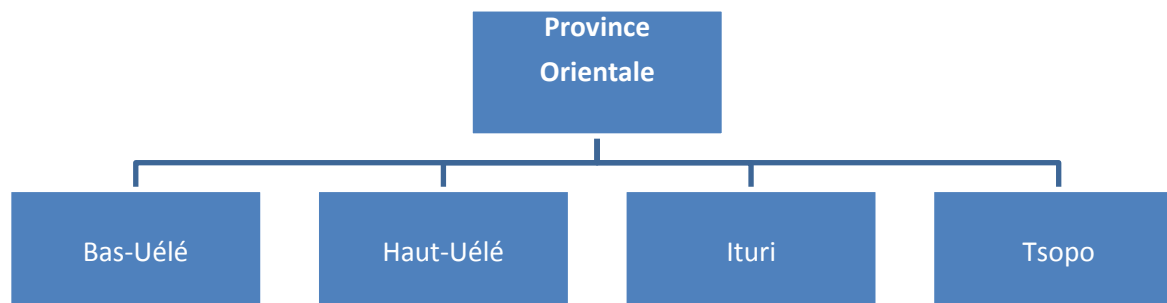 Province
Orientale
Bas-Uélé
Haut-Uélé
Ituri
Tsopo